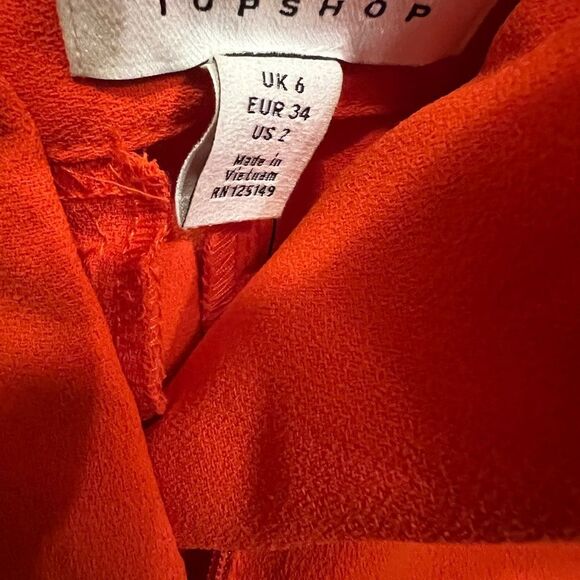 TOPSHOP
UK 6
EUR 34
US 2
Made in
Vietnam
RN 125149